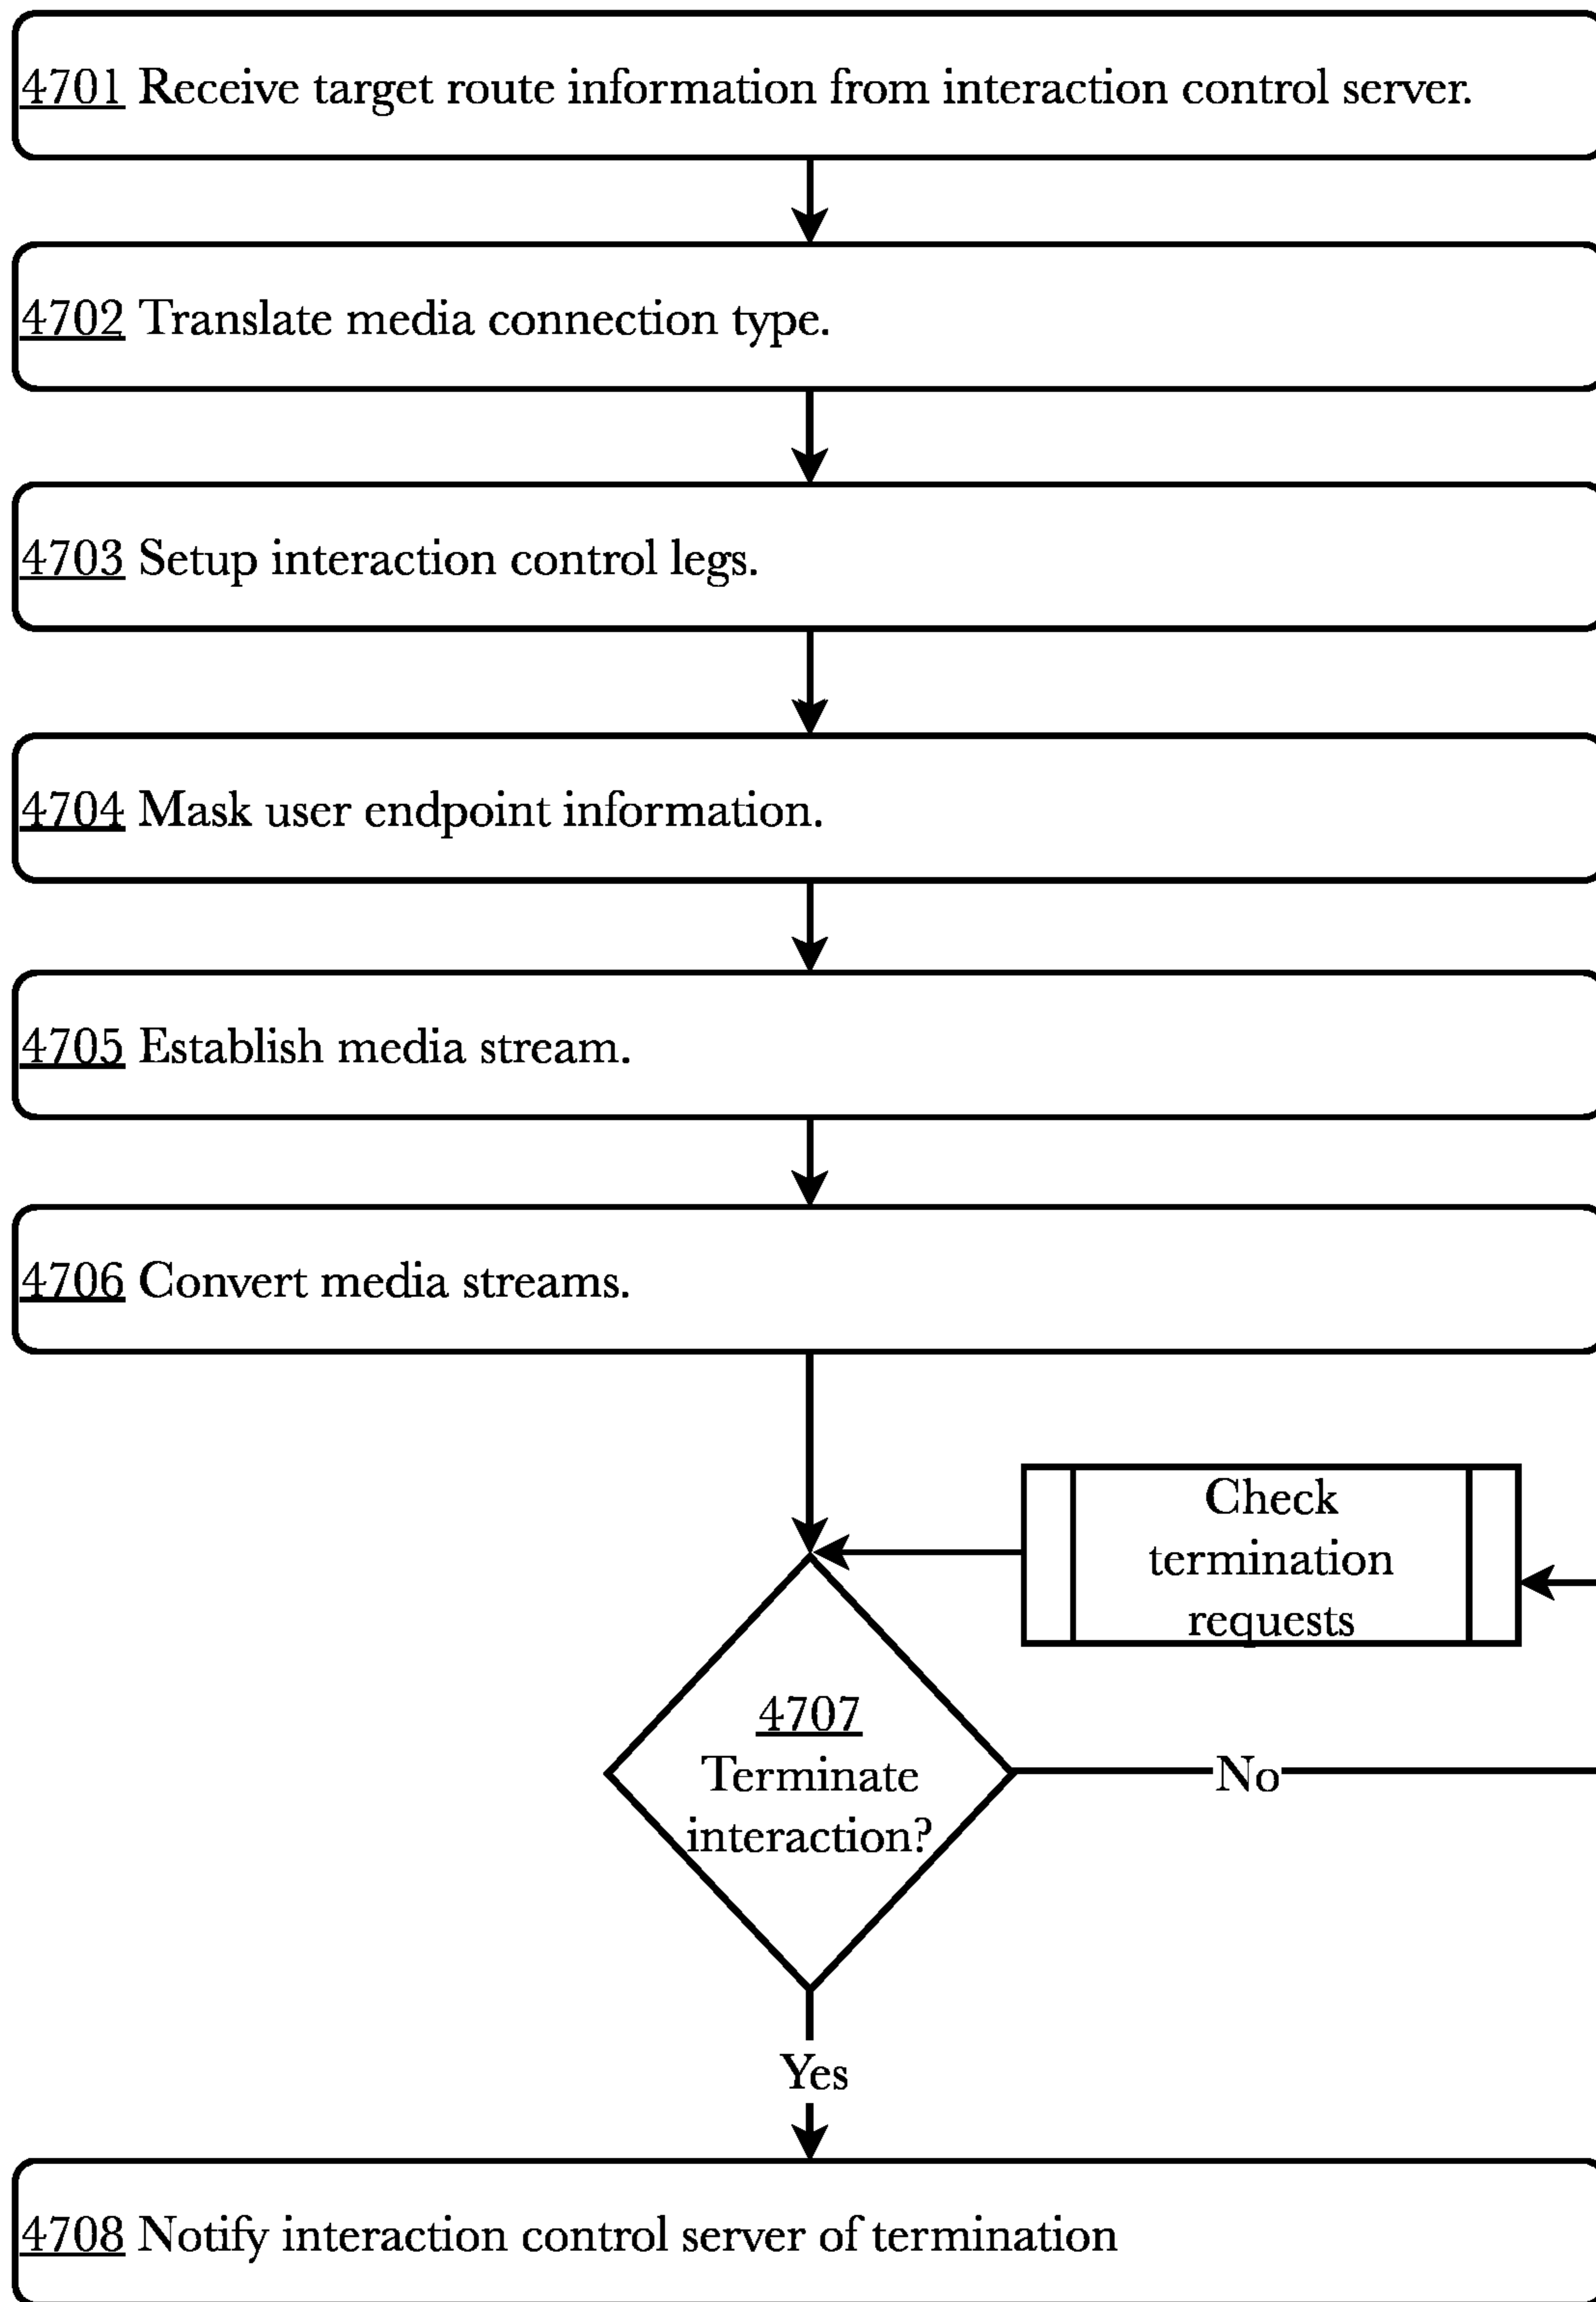 4701 Receive target route information from interaction control server.
4702 Translate media connection type.
4703 Setup interaction control legs.
4704 Mask user endpoint information.
4705 Establish media stream.
4706 Convert media streams.
Check
termination
requests
4707
Terminate
interaction?
No
Yes
4708 Notify interaction control server of termination